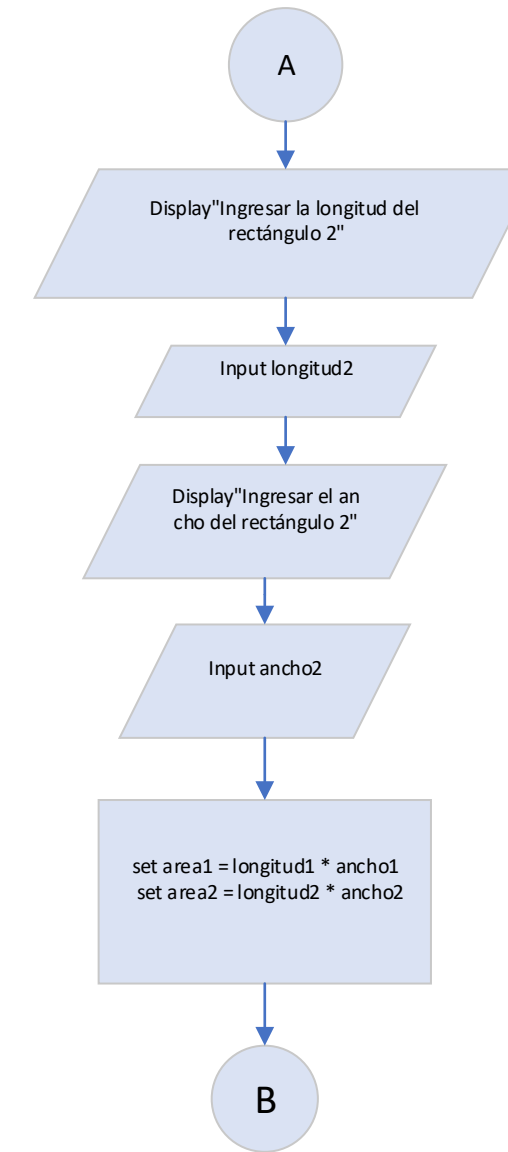 A
Display"Ingresar la longitud del
rectángulo 2"
Input longitud2
Display"Ingresar el an
cho del rectángulo 2"
Input ancho2
set area1 = longitud1 * ancho1
set area2 = longitud2 * ancho2
B